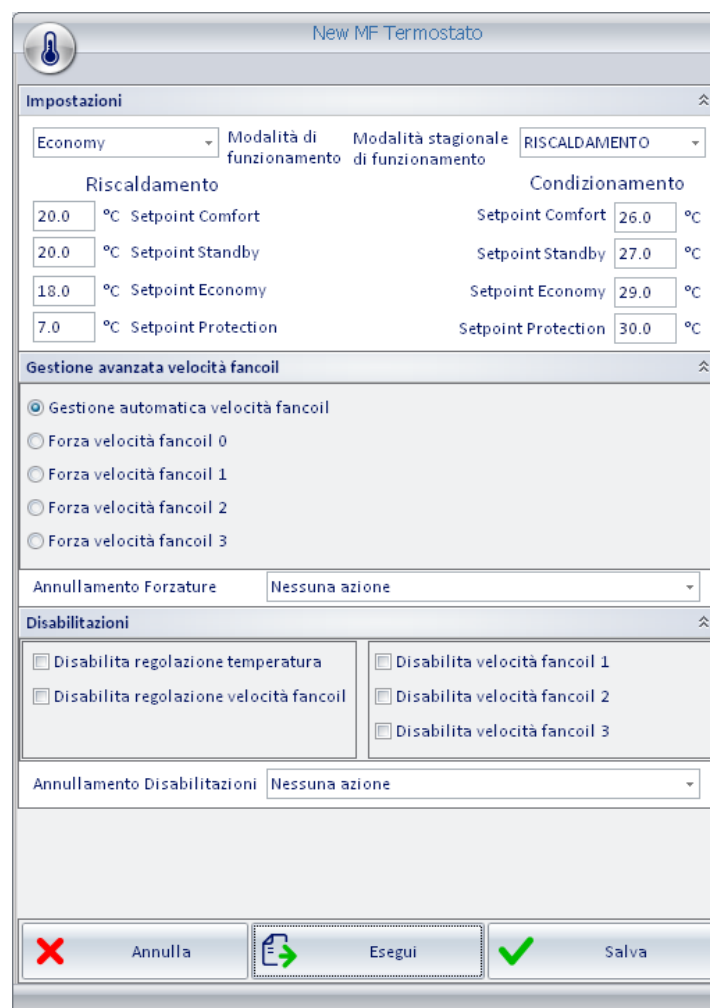 New MF Termostato
Impostazioni
Economy
Modalità di
funzionamento
Modalità stagionale
di funzionamento
RISCALDAMENTO
Riscaldamento
Condizionamento
20.0 °C Setpoint Comfort
Setpoint Comfort 26.0 °C
20.0 °C Setpoint Standby
Setpoint Standby 27.0 °C
18.0 °C Setpoint Economy
Setpoint Economy 29.0 °C
7.0 °C Setpoint Protection
Setpoint Protection 30.0 °C
Gestione avanzata velocità fancoil
Gestione automatica velocità fancoil
Forza velocità fancoil 0
Forza velocità fancoil 1
Forza velocità fancoil 2
Forza velocità fancoil 3
Annullamento Forzature Nessuna azione
Disabilitazioni
Disabilita regolazione temperatura
Disabilita regolazione velocità fancoil
Disabilita velocità fancoil 1
Disabilita velocità fancoil 2
Disabilita velocità fancoil 3
Annullamento Disabilitazioni Nessuna azione
Annulla
Esegui
Salva